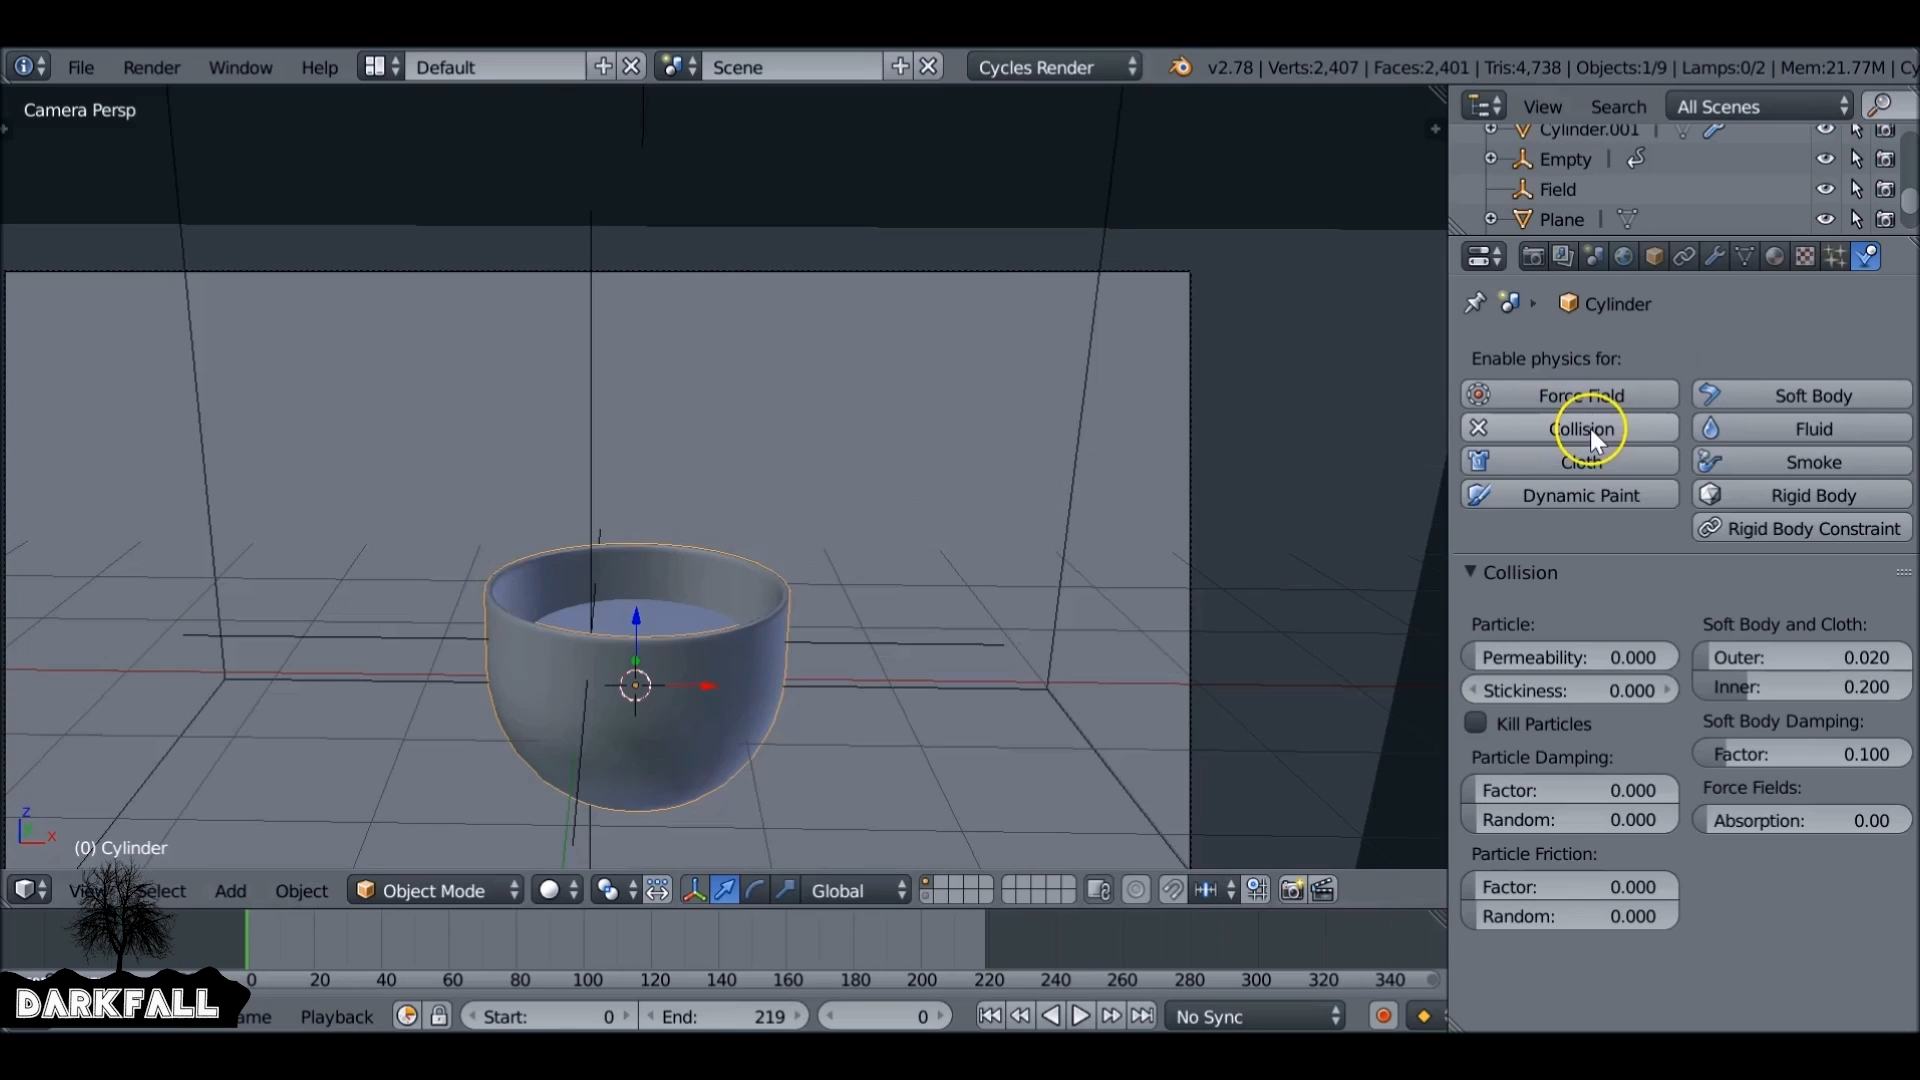 File Render Window Help Default Scene Cycles Render v2.78 | Verts:2,407 | Faces:2,401 | Tris:4,738 | Objects:1/9 | Lamps:0/2 | Mem:21.77M | Cy
Camera Persp
View Search All Scenes
Cylinder.001
Empty
Field
Plane
Cylinder
Enable physics for:
Force Field Soft Body
Collision Fluid
Cloth Smoke
Dynamic Paint Rigid Body
Rigid Body Constraint
Collision
Particle: Soft Body and Cloth:
Permeability: 0.000 Outer: 0.020
Stickiness: 0.000 Inner: 0.200
Kill Particles Soft Body Damping:
Particle Damping: Factor: 0.100
Factor: 0.000 Force Fields:
Random: 0.000 Absorption: 0.00
Particle Friction:
Factor: 0.000
Random: 0.000
z
x
(0) Cylinder
View Select Add Object Object Mode Global
0 20 40 60 80 100 120 140 160 180 200 220 240 260 280 300 320 340
DARKFALL
ame Playback Start: 0 End: 219 0 No Sync